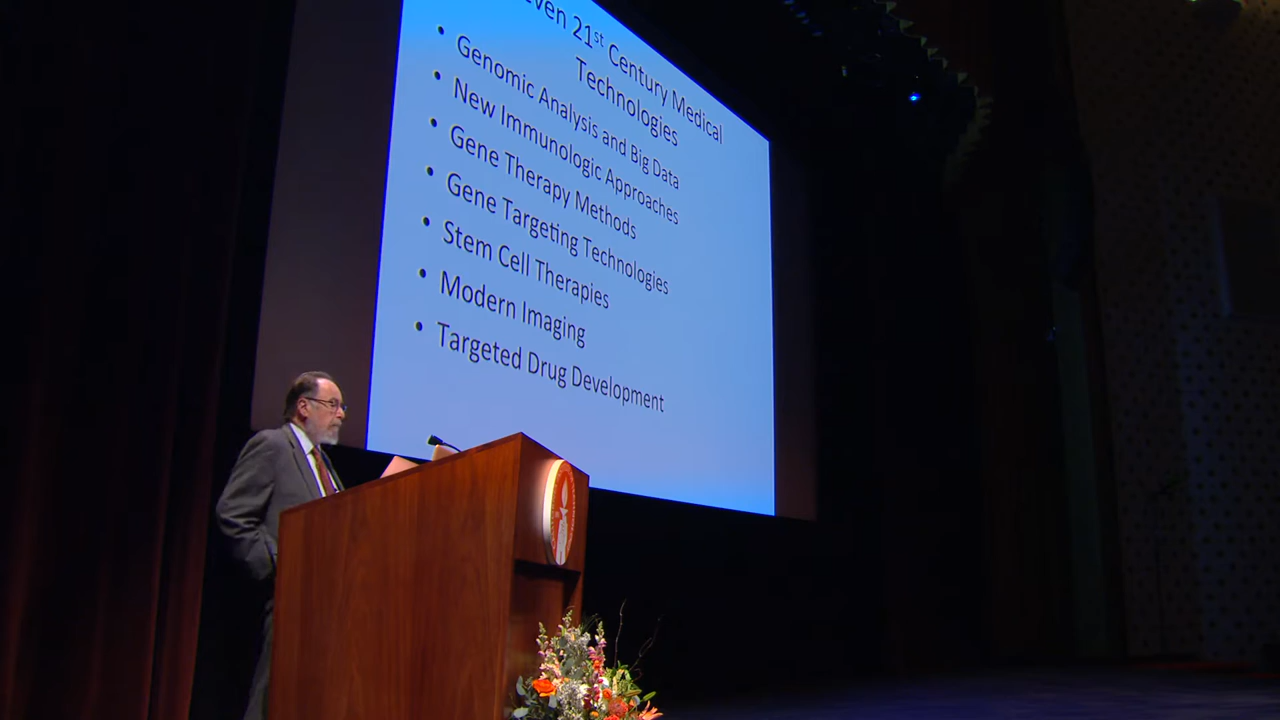 21st Century Medical
Technologies
• Genomic Analysis and Big Data
• New Immunologic Approaches
• Gene Therapy Methods
• Gene Targeting Technologies
• Stem Cell Therapies
• Modern Imaging
• Targeted Drug Development